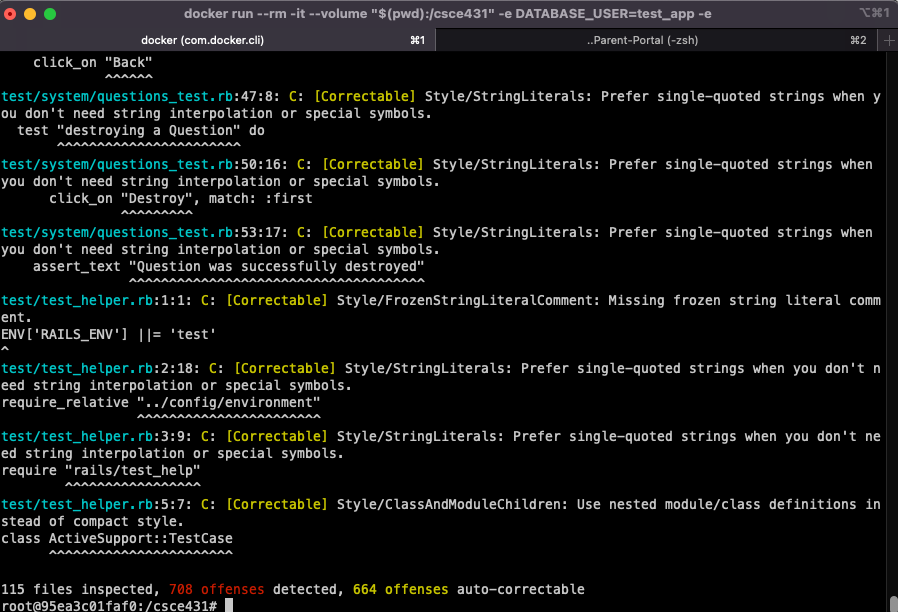 docker run --rm -it --volume "$(pwd):/csce431" -e DATABASE_USER=test_app -e
⌥⌘1
docker (com.docker.cli) ⌘1 ..Parent-Portal (-zsh) ⌘2 +
click_on "Back"
^^^^^^
test/system/questions_test.rb:47:8: C: [Correctable] Style/StringLiterals: Prefer single-quoted strings when y
ou don't need string interpolation or special symbols.
test "destroying a Question" do
^^^^^^^^^^^^^^^^^^^^^^^
test/system/questions_test.rb:50:16: C: [Correctable] Style/StringLiterals: Prefer single-quoted strings when
you don't need string interpolation or special symbols.
click_on "Destroy", match: :first
^^^^^^^^^
test/system/questions_test.rb:53:17: C: [Correctable] Style/StringLiterals: Prefer single-quoted strings when
you don't need string interpolation or special symbols.
assert_text "Question was successfully destroyed"
^^^^^^^^^^^^^^^^^^^^^^^^^^^^^^^^^^^^^
test/test_helper.rb:1:1: C: [Correctable] Style/FrozenStringLiteralComment: Missing frozen string literal comm
ent.
ENV['RAILS_ENV'] ||= 'test'
^
test/test_helper.rb:2:18: C: [Correctable] Style/StringLiterals: Prefer single-quoted strings when you don't n
eed string interpolation or special symbols.
require_relative "../config/environment"
^^^^^^^^^^^^^^^^^^^^^^^
test/test_helper.rb:3:9: C: [Correctable] Style/StringLiterals: Prefer single-quoted strings when you don't ne
ed string interpolation or special symbols.
require "rails/test_help"
^^^^^^^^^^^^^^^^^
test/test_helper.rb:5:7: C: [Correctable] Style/ClassAndModuleChildren: Use nested module/class definitions in
stead of compact style.
class ActiveSupport::TestCase
^^^^^^^^^^^^^^^^^^^^^^^
115 files inspected, 708 offenses detected, 664 offenses auto-correctable
root@95ea3c01faf0:/csce431#